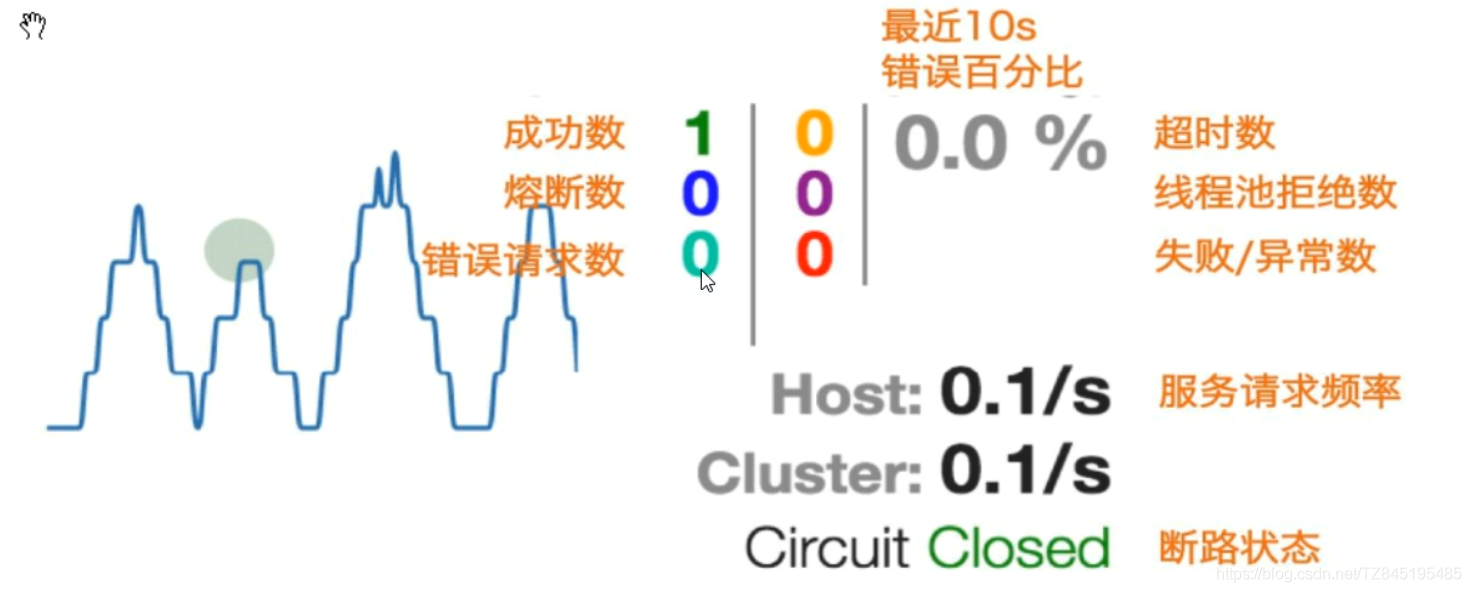 最近10s
错误百分比
成功数 1 0 0.0 % 超时数
熔断数 0 0 线程池拒绝数
错误请求数 0 0 失败/异常数
Host: 0.1/s 服务请求频率
Cluster: 0.1/s
Circuit Closed 断路状态
https://blog.csdn.net/TZ845195485